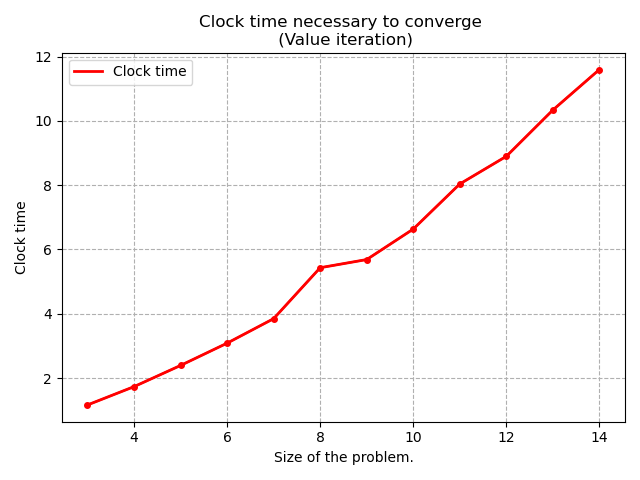 Clock time necessary to converge
(Value iteration)
Clock time
12
10
8
6
4
2
Clock time
4 6 8 10 12 14
Size of the problem.